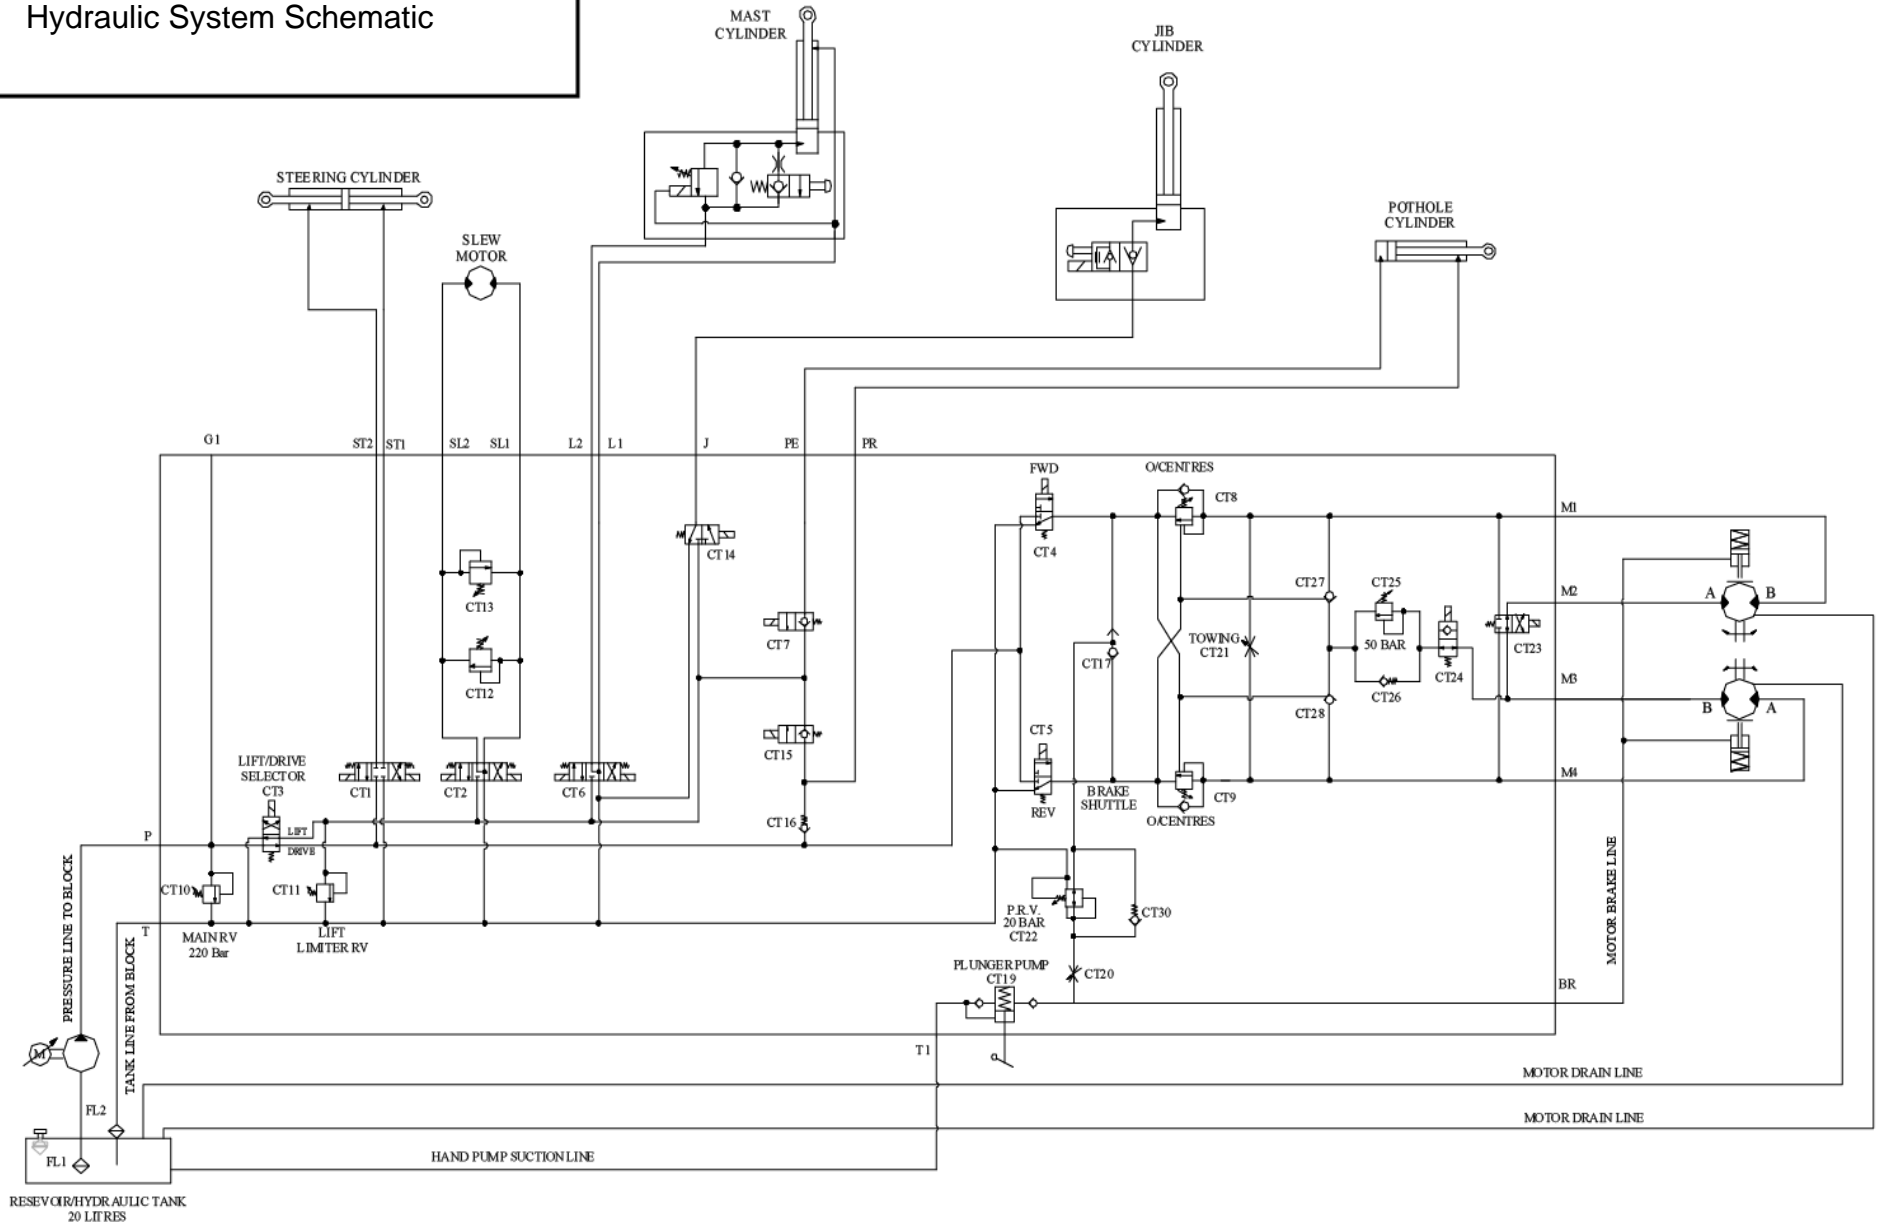 Hydraulic System Schematic
MAST
CYLINDER
JIB
CYLINDER
STEERING CYLINDER
POTHOLE
CYLINDER
SLEW
MOTOR
G1
ST2
ST1
SL2
SL1
L2
L1
J
PE
PR
FWD
O/CENTRES
CT8
M1
CT4
CT14
CT13
CT27
CT25
M2
A
B
CT7
TOWING
CT21
50 BAR
CT23
CT17
CT24
CT12
M3
CT26
B
A
CT28
CT5
CT15
LIFT/DRIVE
SELECTOR
CT3
CT1
CT2
CT6
M4
BRAKE
SHUTTLE
CT9
REV
O/CENTRES
CT16
LIFT
P
DRIVE
CT10
CT11
P.R.V.
20 BAR
CT22
CT30
T
MAIN RV
220 Bar
LIFT
LIMITER RV
PRESSURE LINE TO BLOCK
TANK LINE FROM BLOCK
MOTOR BRAKE LINE
PLUNGER PUMP
CT19
CT20
BR
M
T1
MOTOR DRAIN LINE
FL2
MOTOR DRAIN LINE
FL1
HAND PUMP SUCTION LINE
RESEVOIR/HYDRAULIC TANK
20 LITRES